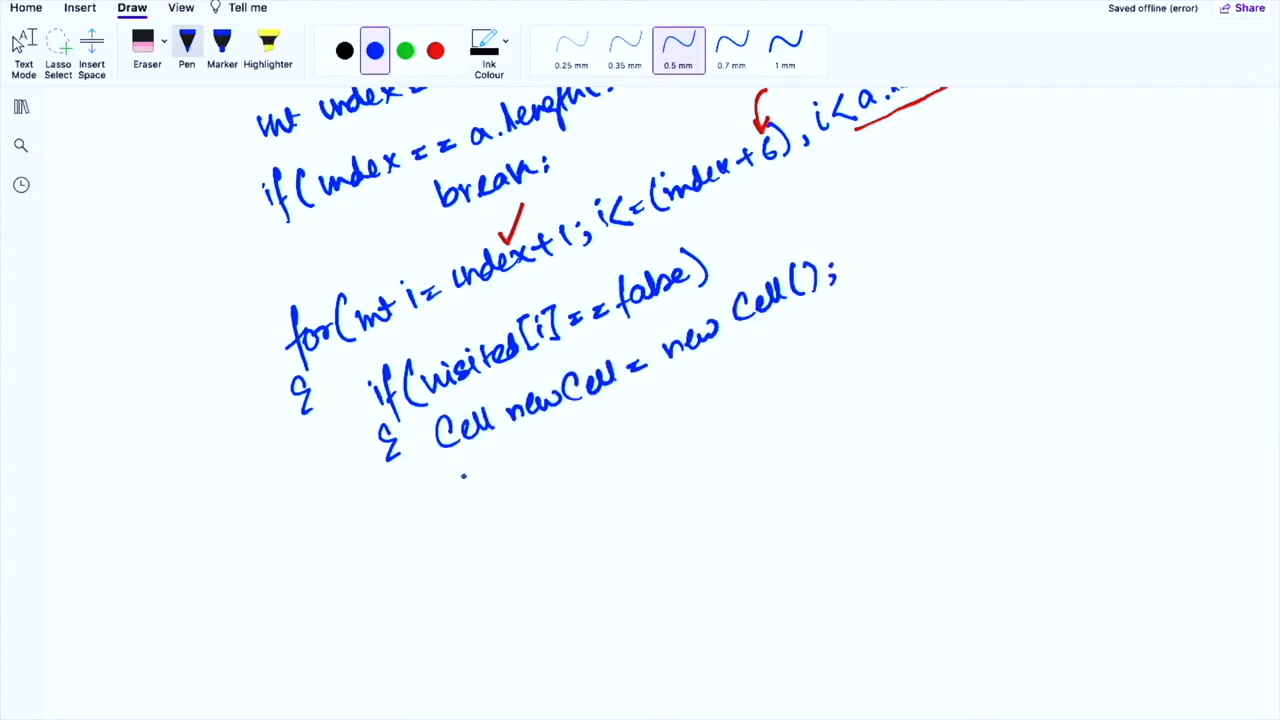 Home Insert Draw View Tell me
Saved offline (error) Share
Text Mode
Lasso Select
Insert Space
Eraser
Pen
Marker
Highlighter
Ink Colour
0.25 mm
0.35 mm
0.5 mm
0.7 mm
1 mm
int index =
if(index == a.length
break;
for(int i= index+1; i<=(index+6), i<a.
{ if(visited[i]==false)
{ Cell newCell = new Cell();